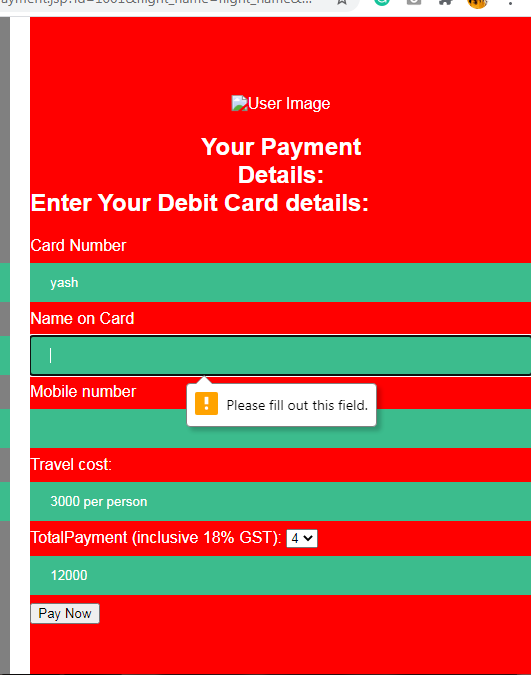 ayment.jsp?id=1001&flight_name=flight_name&...
User Image
Your Payment
Details:
Enter Your Debit Card details:
Card Number
yash
Name on Card
Mobile number
Please fill out this field.
Travel cost:
3000 per person
TotalPayment (inclusive 18% GST): 4
12000
Pay Now